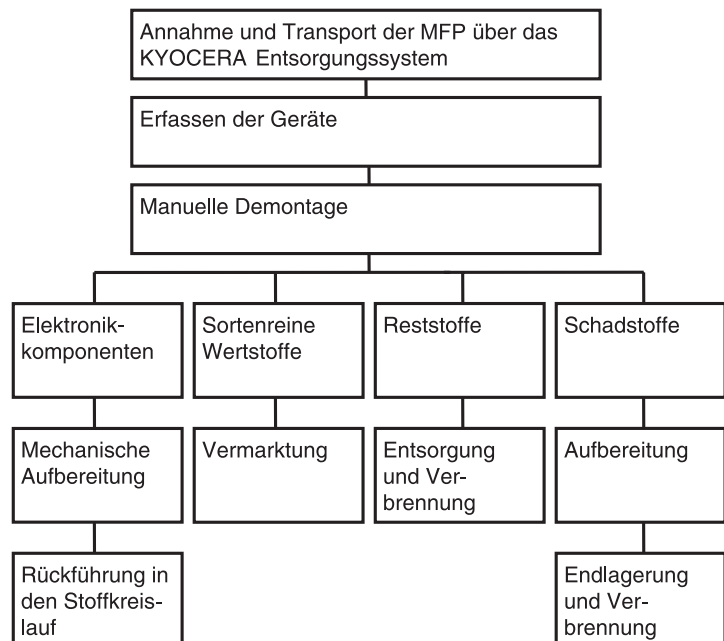 Annahme und Transport der MFP über das
KYOCERA Entsorgungssystem
Erfassen der Geräte
Manuelle Demontage
Elektronik-
komponenten
Sortenreine
Wertstoffe
Reststoffe
Schadstoffe
Mechanische
Aufbereitung
Vermarktung
Entsorgung
und Ver-
brennung
Aufbereitung
Rückführung in
den Stoffkreis-
lauf
Endlagerung
und Ver-
brennung